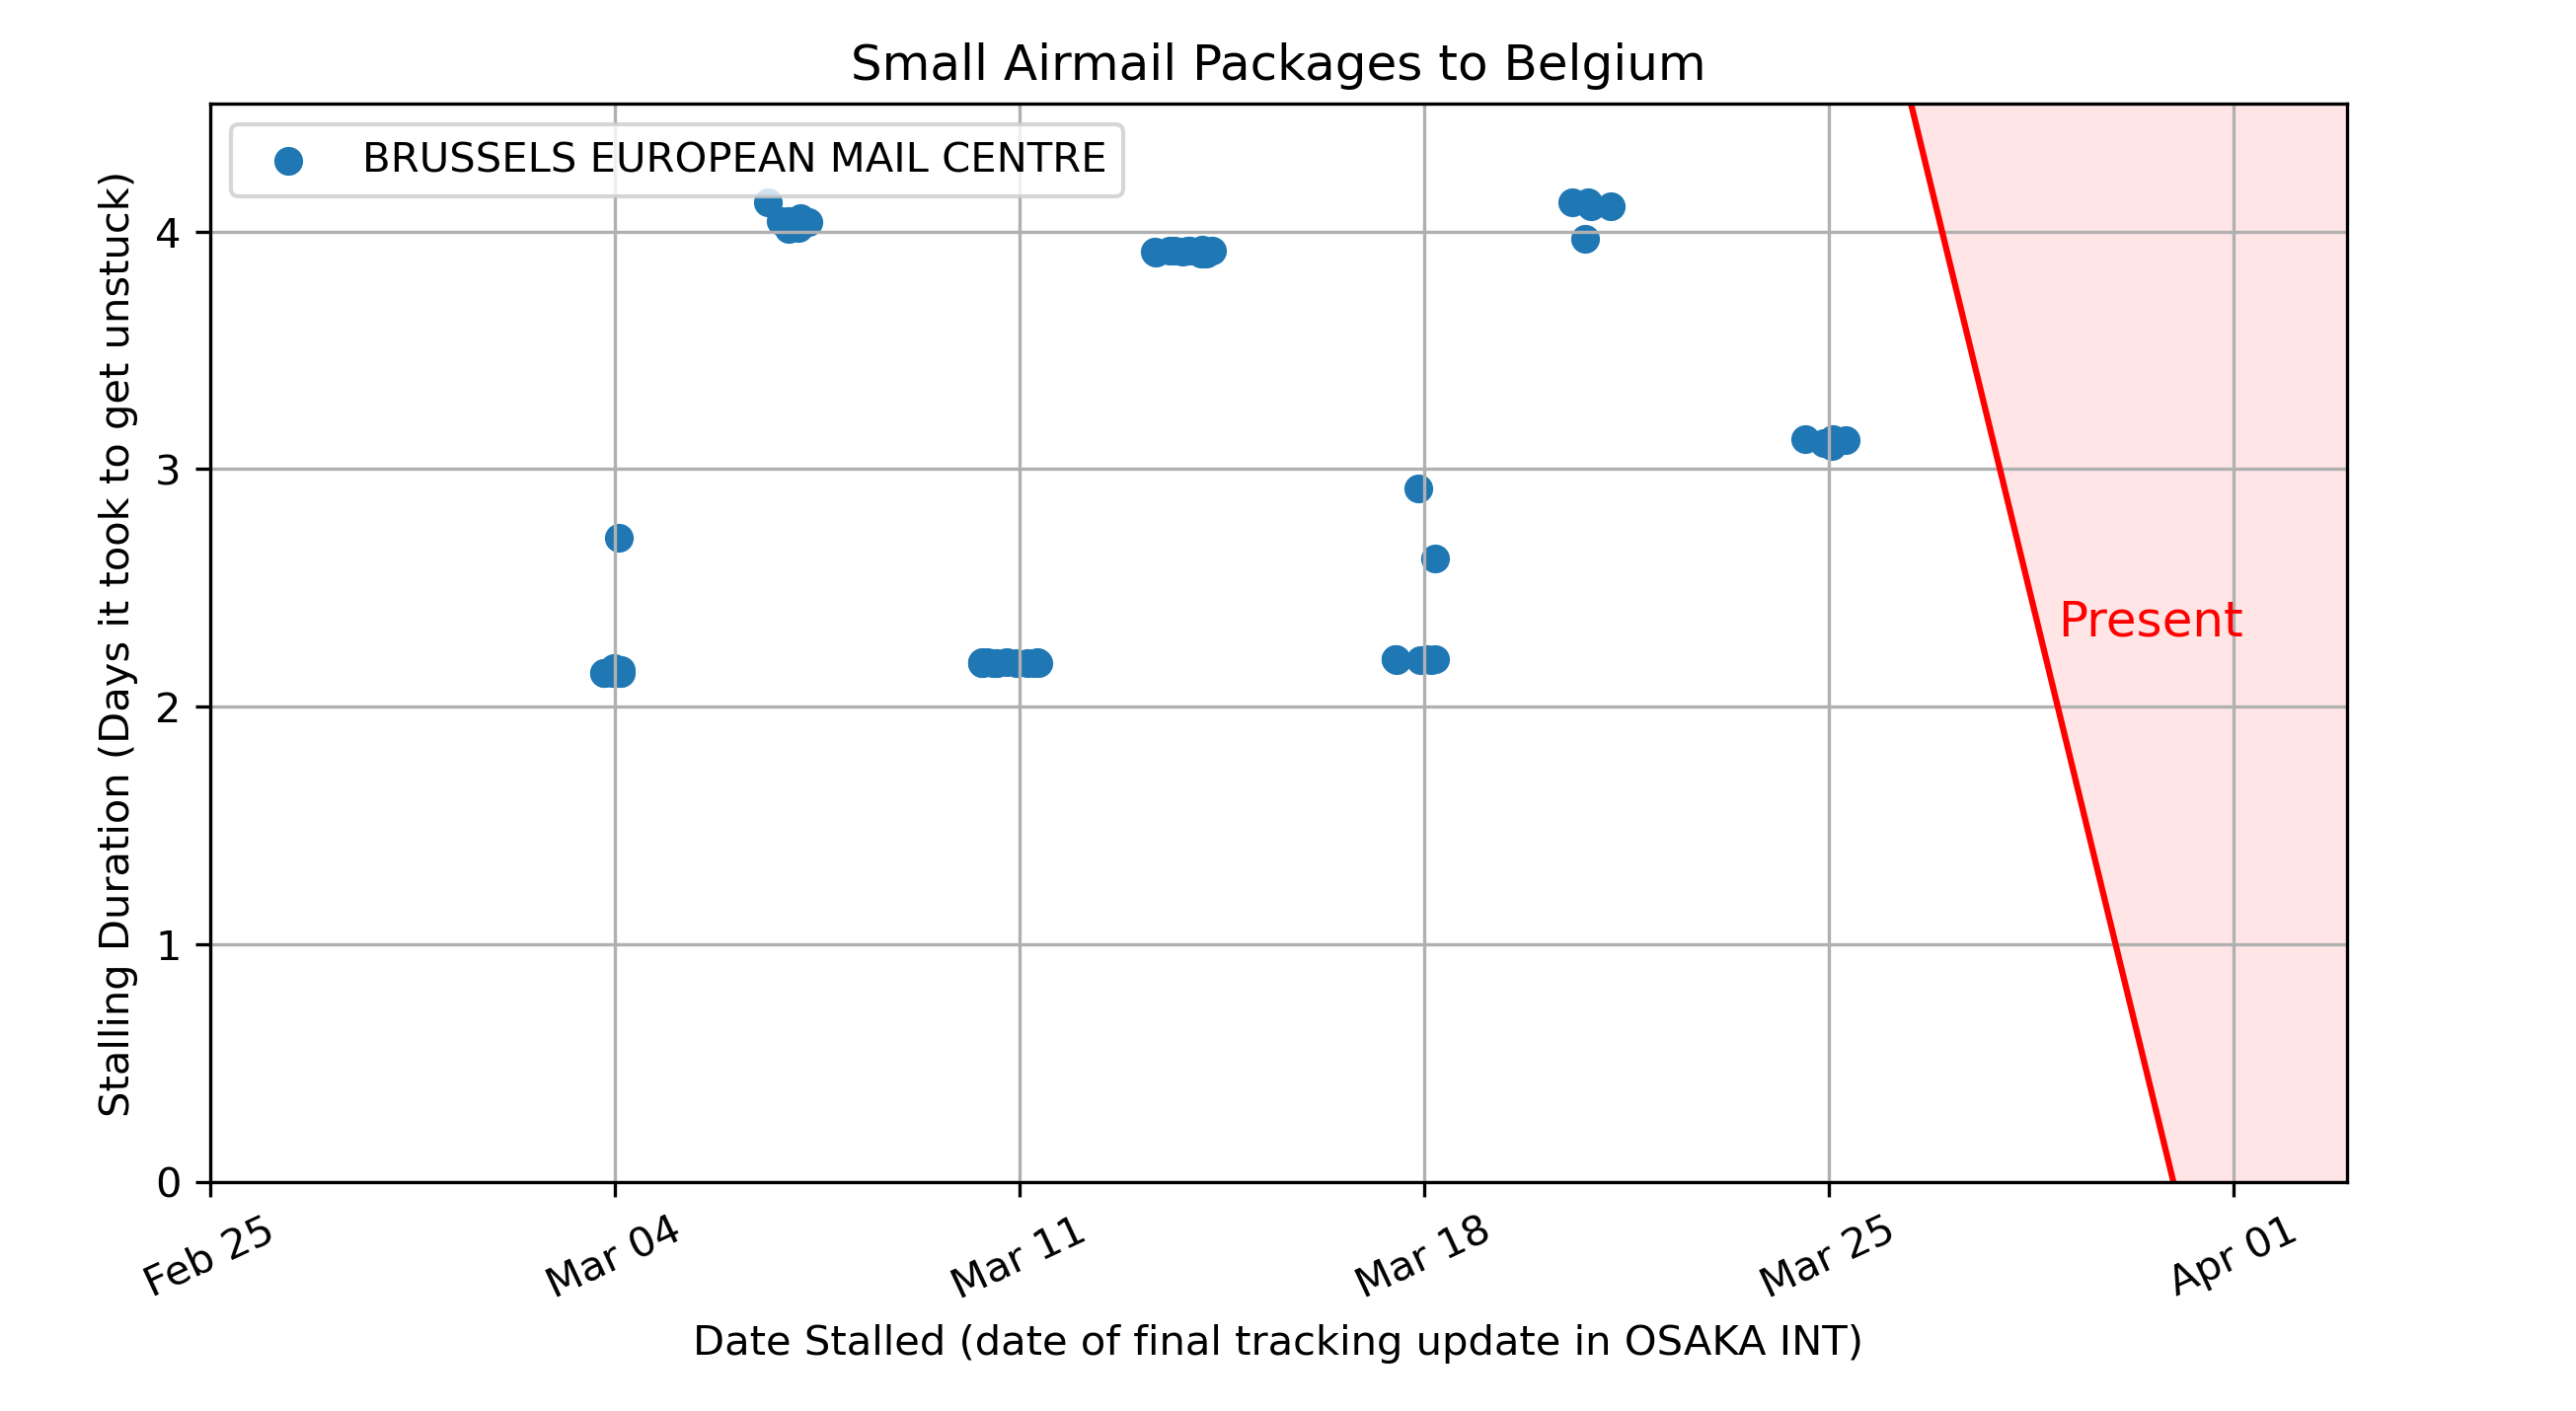 Small Airmail Packages to Belgium
BRUSSELS EUROPEAN MAIL CENTRE
Stalling Duration (Days it took to get unstuck)
4
3
2
1
0
Present
Feb 25
Mar 04
Mar 11
Mar 18
Mar 25
Apr 01
Date Stalled (date of final tracking update in OSAKA INT)